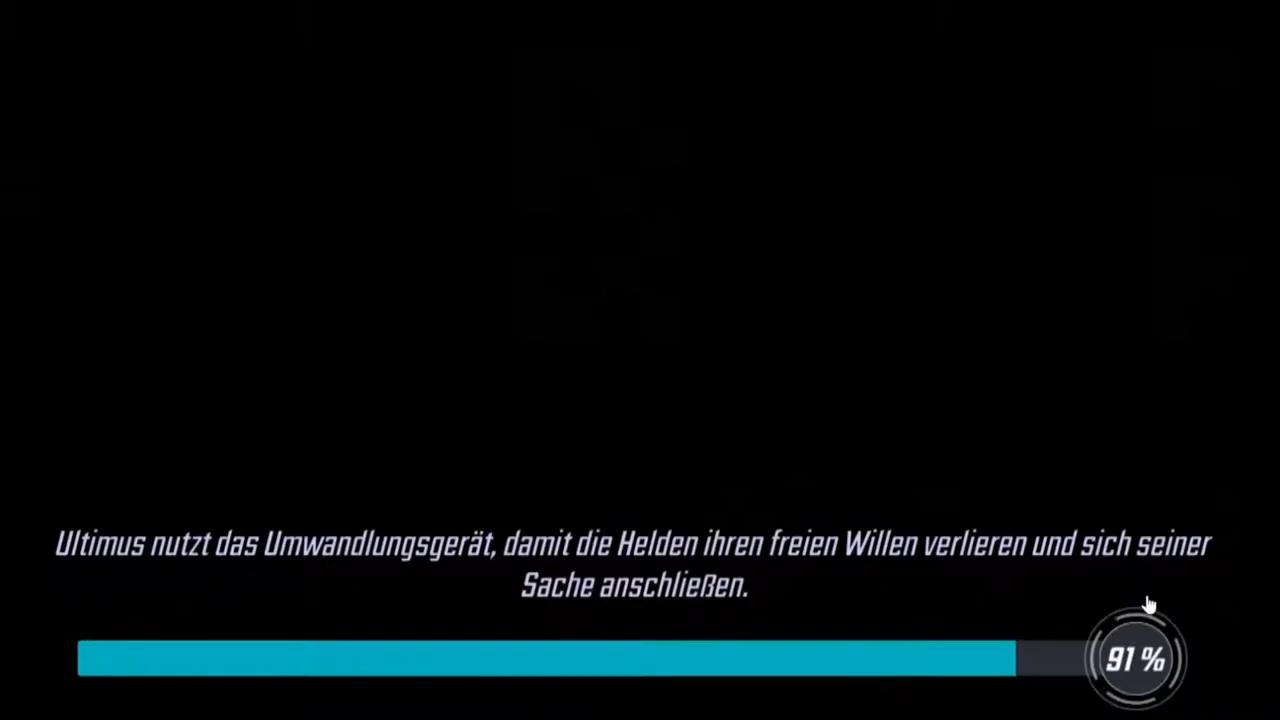 Ultimus nutzt das Umwandlungsgerät, damit die Helden ihren freien Willen verlieren und sich seiner
Sache anschließen.
91 %